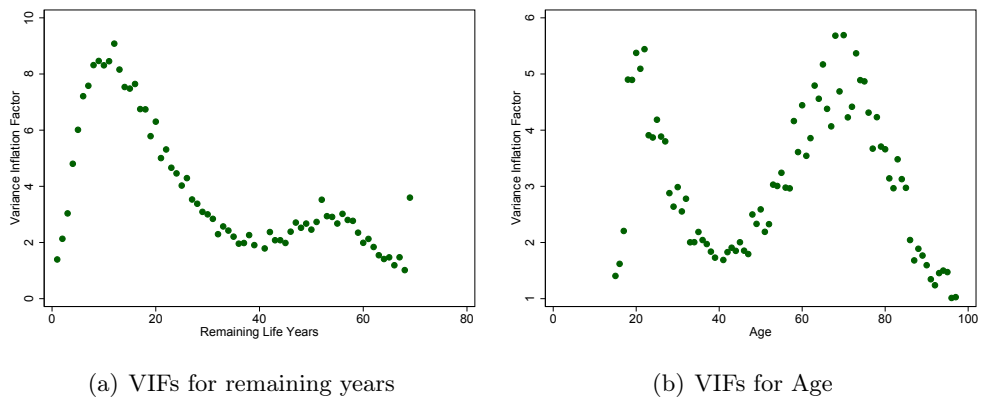 Variance Inflation Factor
10
8
6
4
2
0
0 20 40 60 80
Remaining Life Years
(a) VIFs for remaining years
Variance Inflation Factor
6
5
4
3
2
1
0 20 40 60 80 100
Age
(b) VIFs for Age